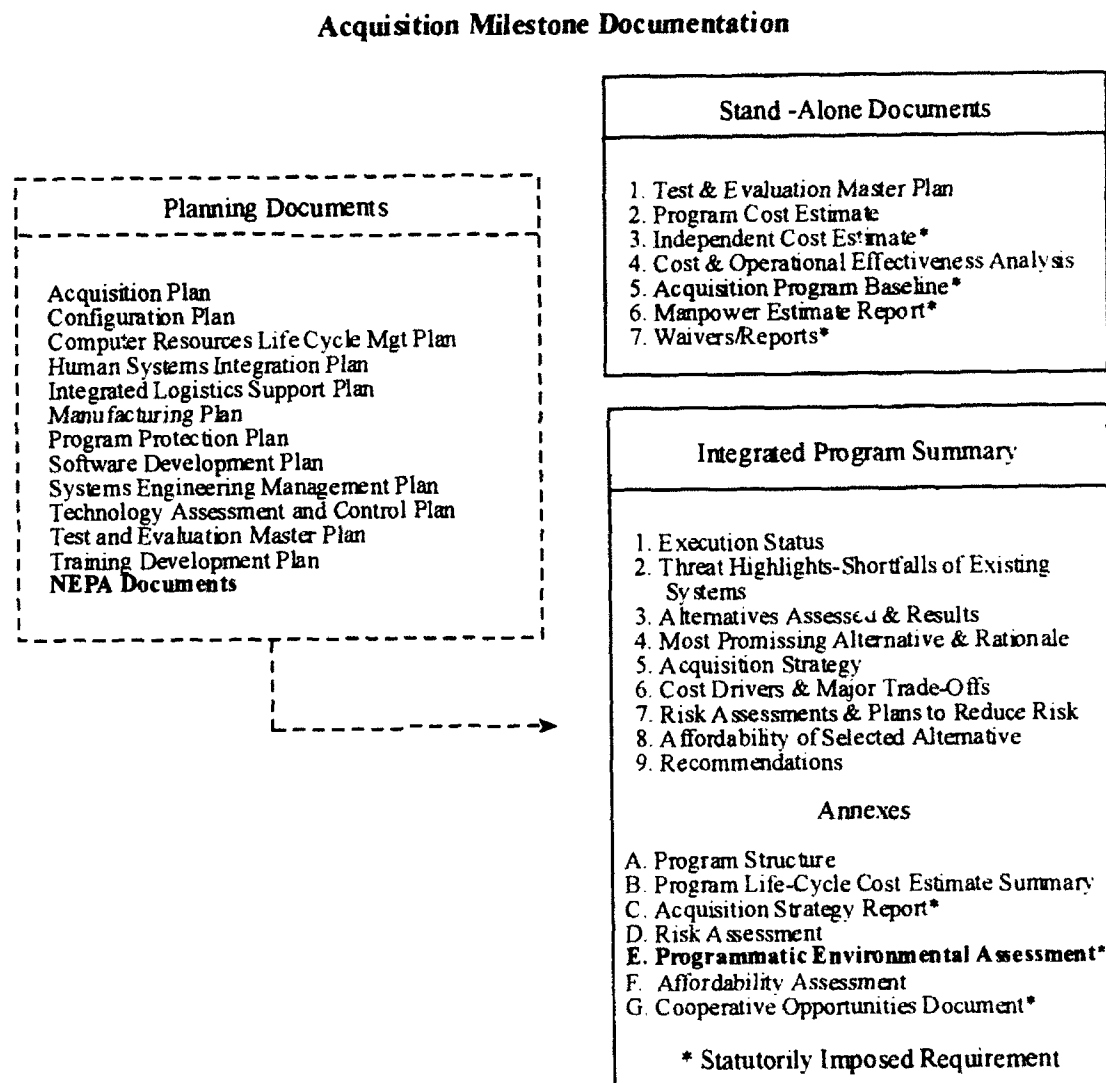 Acquisition Milestone Documentation
Planning Documents
Acquisition Plan
Configuration Plan
Computer Resources Life Cycle Mgt Plan
Human Systems Integration Plan
Integrated Logistics Support Plan
Manufacturing Plan
Program Protection Plan
Software Development Plan
Systems Engineering Management Plan
Technology Assessment and Control Plan
Test and Evaluation Master Plan
Training Development Plan
NEPA Documents
Stand -Alone Documents
1. Test & Evaluation Master Plan
2. Program Cost Estimate
3. Independent Cost Estimate*
4. Cost & Operational Effectiveness Analysis
5. Acquisition Program Baseline*
6. Manpower Estimate Report*
7. Waivers/Reports*
Integrated Program Summary
1. Execution Status
2. Threat Highlights-Shortfalls of Existing
Systems
3. Alternatives Assessed & Results
4. Most Promissing Alternative & Rationale
5. Acquisition Strategy
6. Cost Drivers & Major Trade-Offs
7. Risk Assessments & Plans to Reduce Risk
8. Affordability of Selected Alternative
9. Recommendations
Annexes
A. Program Structure
B. Program Life-Cycle Cost Estimate Summary
C. Acquisition Strategy Report*
D. Risk Assessment
E. Programmatic Environmental Assessment*
F. Affordability Assessment
G. Cooperative Opportunities Document*
* Statutorily Imposed Requirement